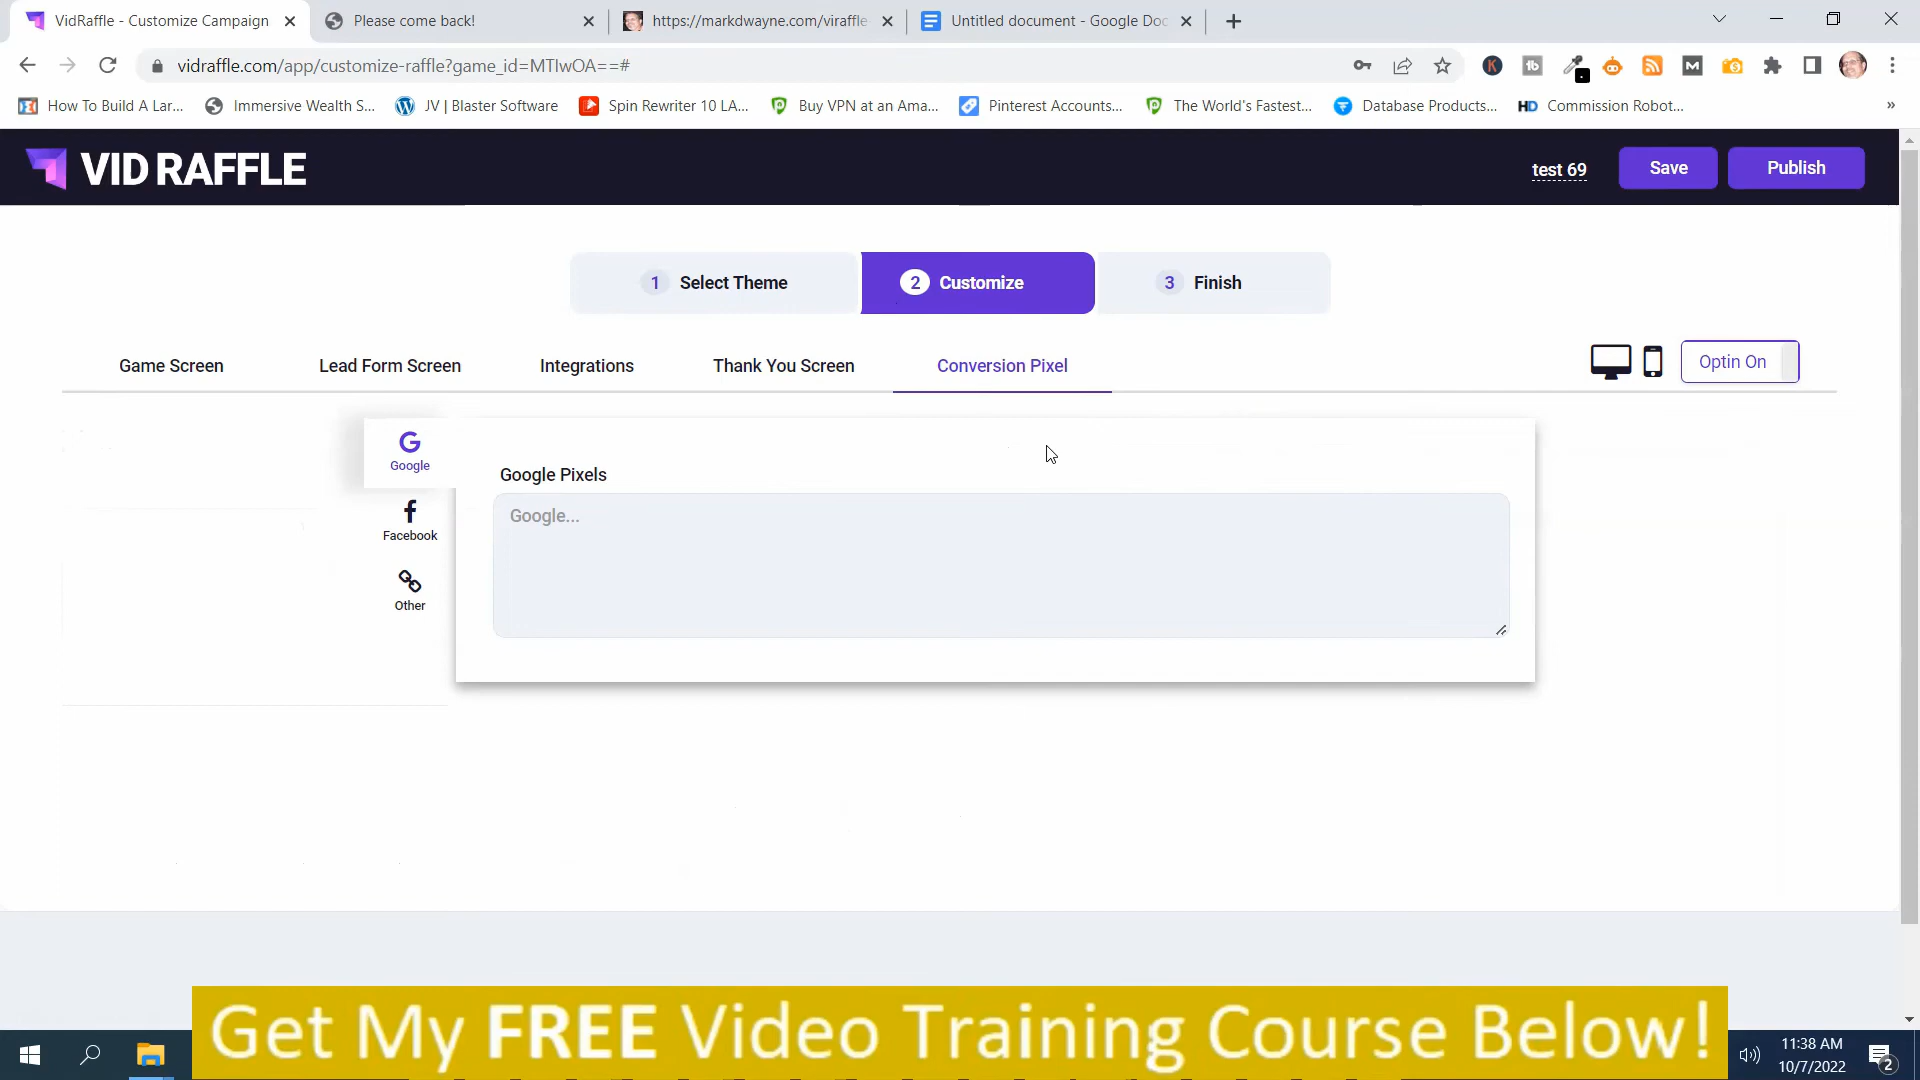 VidRaffle - Customize Campaign
Please come back!
https://markdwayne.com/viraffle
Untitled document - Google Doc
vidraffle.com/app/customize-raffle?game_id=MTIwOA==#
How To Build A Lar...
Immersive Wealth S...
JV | Blaster Software
Spin Rewriter 10 LA...
Buy VPN at an Ama...
Pinterest Accounts...
The World's Fastest...
Database Products...
HD Commission Robot...
»
VID RAFFLE
test 69
Save
Publish
1 Select Theme
2 Customize
3 Finish
Game Screen
Lead Form Screen
Integrations
Thank You Screen
Conversion Pixel
Optin On
Google
Facebook
Other
Google Pixels
Google...
Get My FREE Video Training Course Below!
11:38 AM
10/7/2022
2